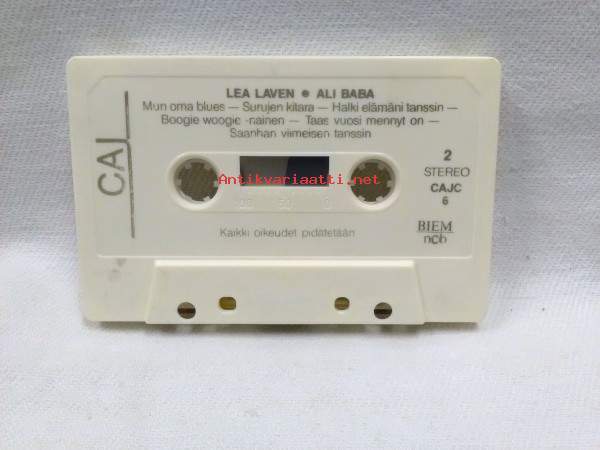 LEA LAVEN ● ALI BABA
Mun oma blues — Surujen kitara — Halki elämäni tanssin —
Boogie woogie -nainen — Taas vuosi mennyt on —
Saanhan viimeisen tanssin
CAJ
2
STEREO
CAJC
6
Antikvariaatti.net
BIEM
ncb
Kaikki oikeudet pidätetään